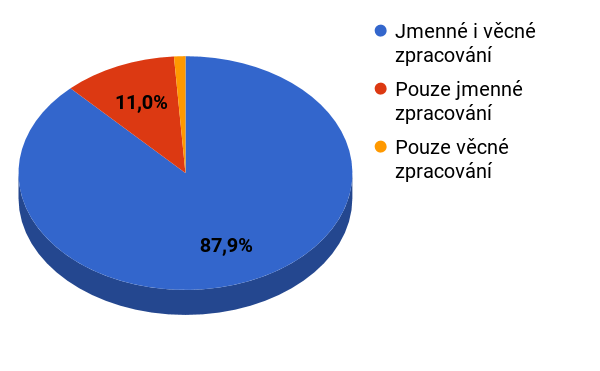 Jmenné i věcné
zpracování
Pouze jmenné
zpracování
Pouze věcné
zpracování
11,0%
87,9%